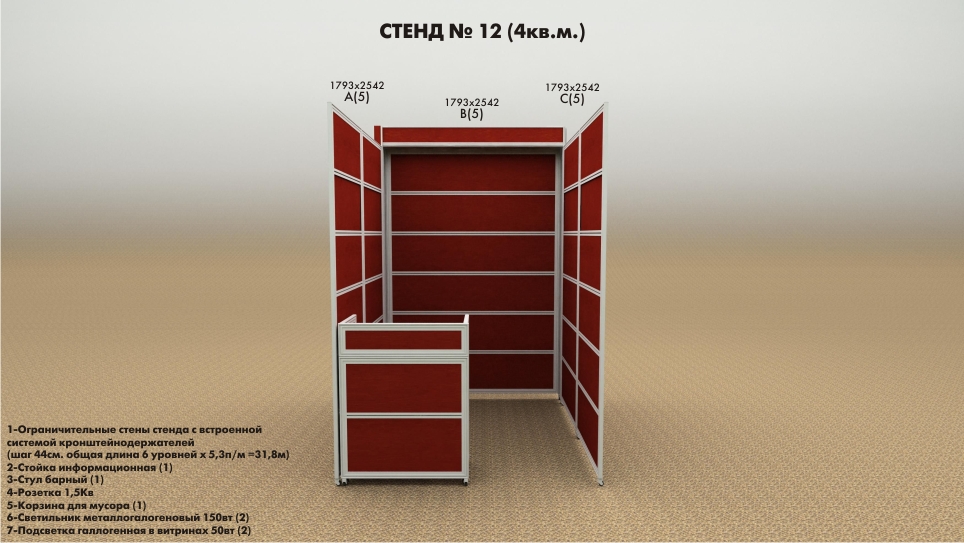 СТЕНД № 12 (4кв.м.)
1793x2542
A(5)
1793x2542
B(5)
1793x2542
C(5)
1-Ограничительные стены стенда с встроенной
системой кронштейнодержателей
(шаг 44см. общая длина 6 уровней х 5,3п/м =31,8м)
2-Стойка информационная (1)
3-Стул барный (1)
4-Розетка 1,5Кв
5-Корзина для мусора (1)
6-Светильник металлогалогеновый 150вт (2)
7-Подсветка галлогенная в витринах 50вт (2)